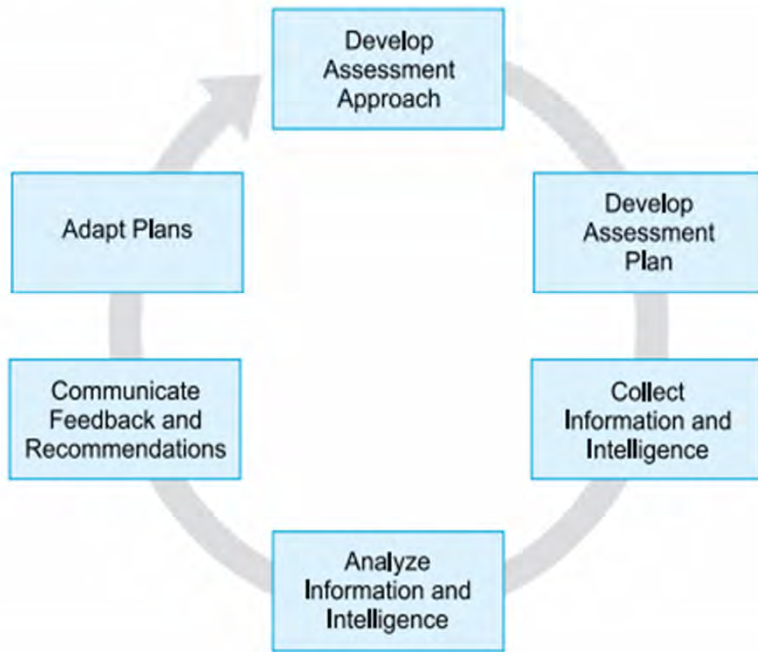 Develop
Assessment
Approach
Develop
Assessment
Plan
Collect
Information and
Intelligence
Analyze
Information and
Intelligence
Communicate
Feedback and
Recommendations
Adapt Plans